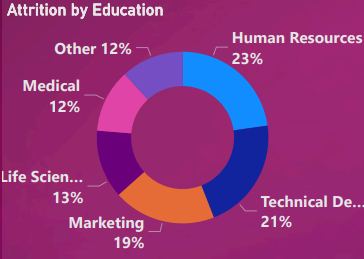 Attrition by Education
Other 12%
Human Resources
23%
Medical
12%
Life Scien...
13%
Technical De...
21%
Marketing
19%